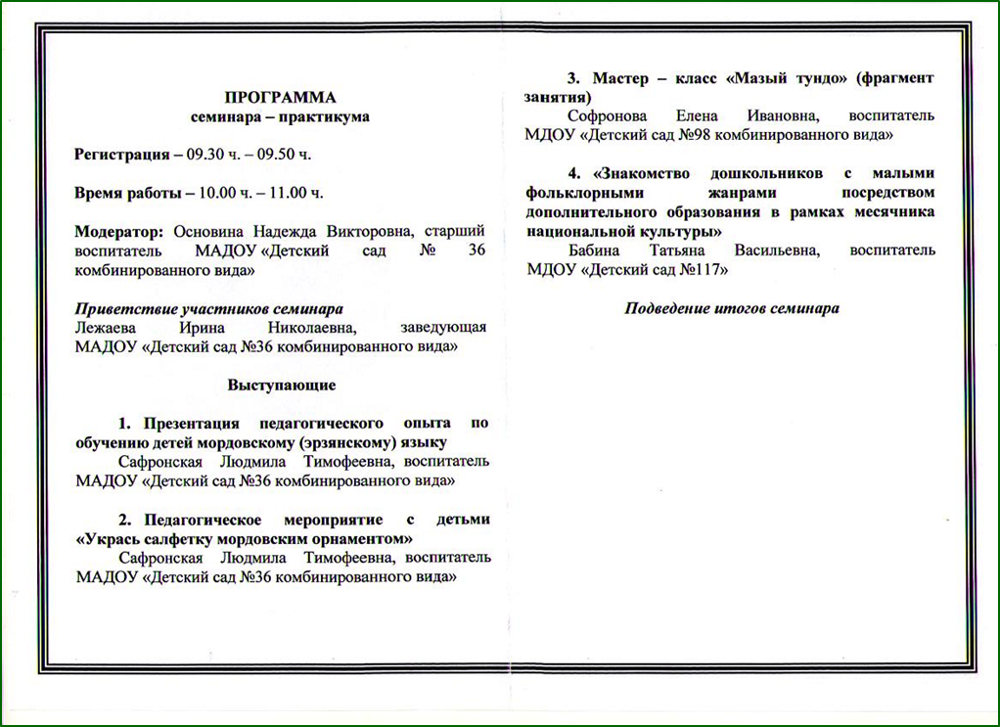 ПРОГРАММА
семинара – практикума
Регистрация – 09.30 ч. – 09.50 ч.
Время работы – 10.00 ч. – 11.00 ч.
Модератор: Основина Надежда Викторовна, старший
воспитатель МАДОУ «Детский сад № 36
комбинированного вида»
Приветствие участников семинара
Лежаева Ирина Николаевна, заведующая
МАДОУ «Детский сад №36 комбинированного вида»
Выступающие
1. Презентация педагогического опыта по
обучению детей мордовскому (эрзянскому) языку
Сафронская Людмила Тимофеевна, воспитатель
МАДОУ «Детский сад №36 комбинированного вида»
2. Педагогическое мероприятие с детьми
«Укрась салфетку мордовским орнаментом»
Сафронская Людмила Тимофеевна, воспитатель
МАДОУ «Детский сад №36 комбинированного вида»
3. Мастер – класс «Мазый тундо» (фрагмент
занятия)
Софронова Елена Ивановна, воспитатель
МДОУ «Детский сад №98 комбинированного вида»
4. «Знакомство дошкольников с малыми
фольклорными жанрами посредством
дополнительного образования в рамках месячника
национальной культуры»
Бабина Татьяна Васильевна, воспитатель
МДОУ «Детский сад №117»
Подведение итогов семинара